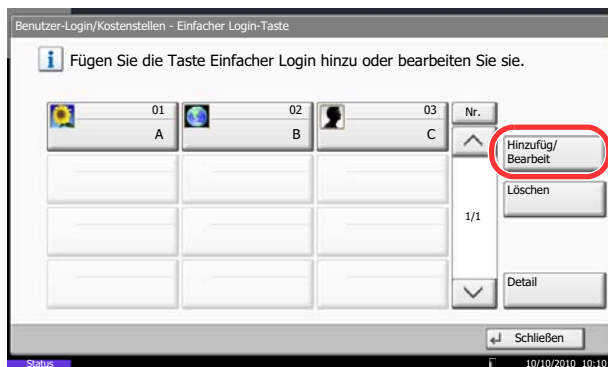 Benutzer-Login/Kostenstellen - Einfacher Login-Taste
Fügen Sie die Taste Einfacher Login hinzu oder bearbeiten Sie sie.
01
A
02
B
03
C
Nr.
1/1
Hinzufüg/
Bearbeit
Löschen
Detail
Schließen
Status
10/10/2010 10:10